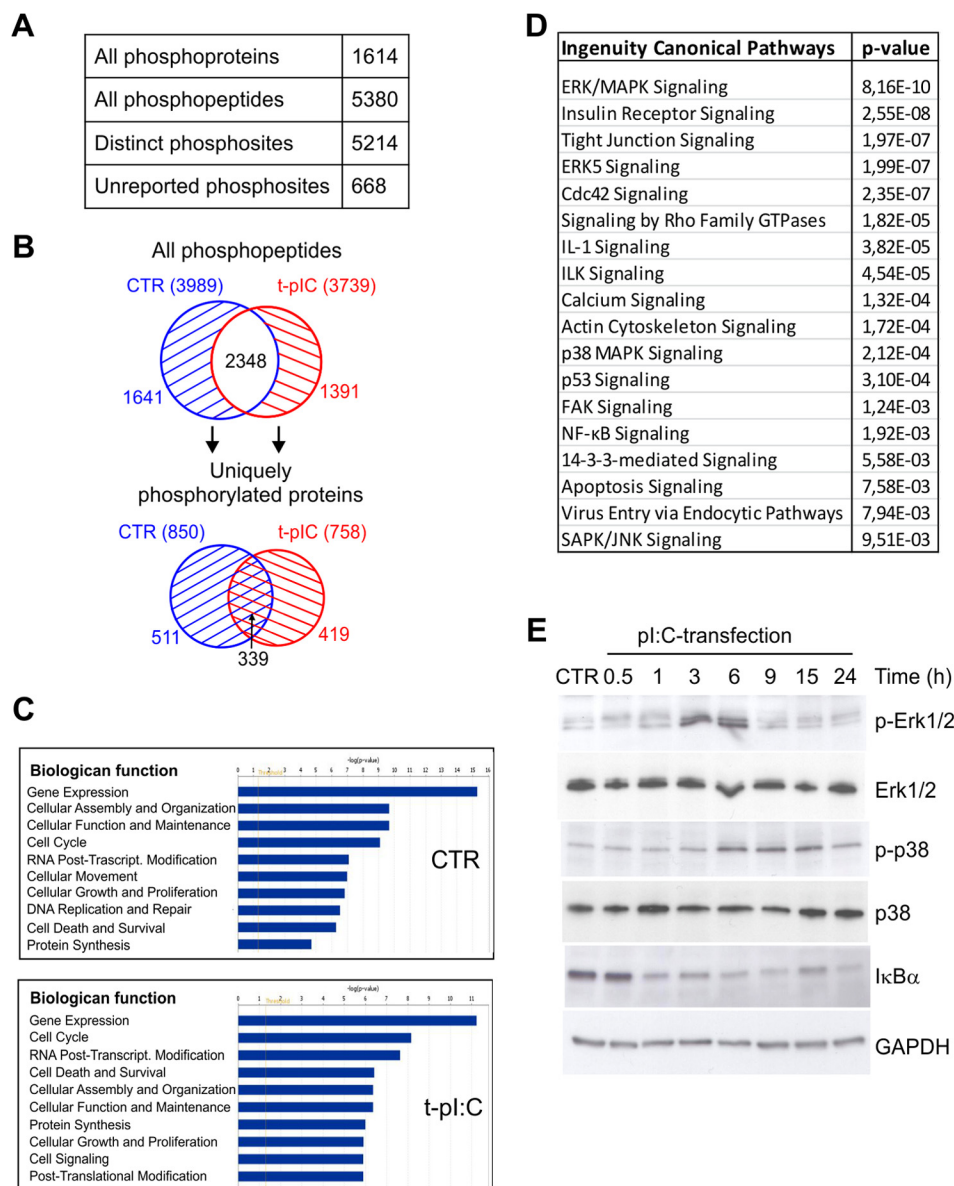 A
All phosphoproteins 1614
All phosphopeptides 5380
Distinct phosphosites 5214
Unreported phosphosites 668
B
All phosphopeptides
CTR (3989) t-pIC (3739)
2348
1641 1391
Uniquely
phosphorylated proteins
CTR (850) t-pIC (758)
511 419
339
C
-log(p-value)
Biologican function
0 1 2 3 4 5 6 7 8 9 10 11 12 13 14 15 16
Threshold
Gene Expression
Cellular Assembly and Organization
Cellular Function and Maintenance
Cell Cycle
RNA Post-Trascript. Modification
Cellular Movement
Cellular Growth and Proliferation
DNA Replication and Repair
Cell Death and Survival
Protein Synthesis
CTR
-log(p-value)
Biologican function
0 1 2 3 4 5 6 7 8 9 10 11
Threshold
Gene Expression
Cell Cycle
RNA Post-Transcript. Modification
Cell Death and Survival
Cellular Assembly and Organization
Cellular Function and Maintenance
Protein Synthesis
Cellular Growth and Proliferation
Cell Signaling
Post-Translational Modification
t-pI:C
D
Ingenuity Canonical Pathways p-value
ERK/MAPK Signaling 8,16E-10
Insulin Receptor Signaling 2,55E-08
Tight Junction Signaling 1,97E-07
ERK5 Signaling 1,99E-07
Cdc42 Signaling 2,35E-07
Signaling by Rho Family GTPases 1,82E-05
IL-1 Signaling 3,82E-05
ILK Signaling 4,54E-05
Calcium Signaling 1,32E-04
Actin Cytoskeleton Signaling 1,72E-04
p38 MAPK Signaling 2,12E-04
p53 Signaling 3,10E-04
FAK Signaling 1,24E-03
NF-κB Signaling 1,92E-03
14-3-3-mediated Signaling 5,58E-03
Apoptosis Signaling 7,58E-03
Virus Entry via Endocytic Pathways 7,94E-03
SAPK/JNK Signaling 9,51E-03
E
pI:C-transfection
CTR 0.5 1 3 6 9 15 24 Time (h)
p-Erk1/2
Erk1/2
p-p38
p38
IκBα
GAPDH